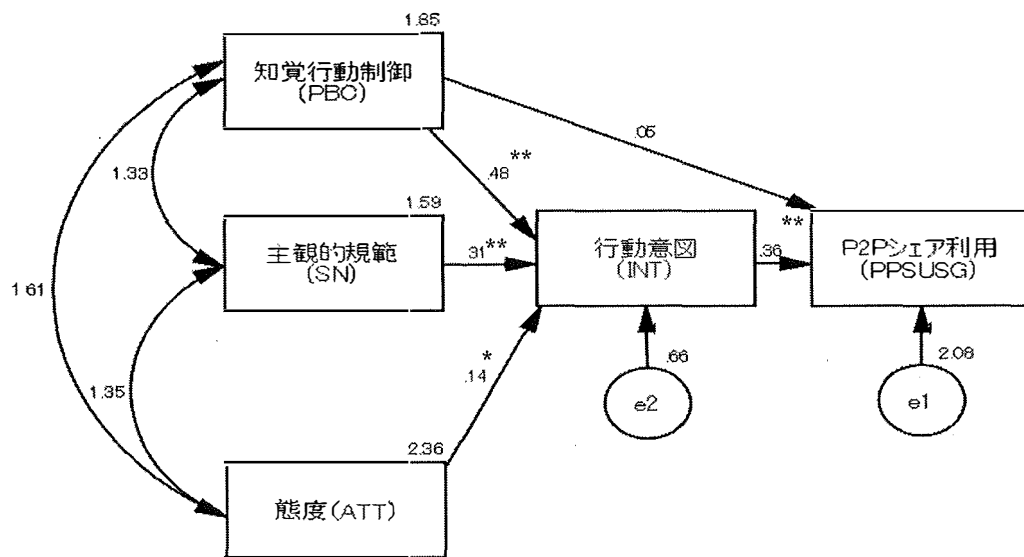 1.85
知覚行動制御
(PBC)
.05
1.33
.48**
1.59
主観的規範
(SN)
.31**
行動意図
(INT)
**
.36
P2Pシェア利用
(PPSUSG)
1.61
1.35
*
.14
1
.66
e2
1
2.08
e1
2.36
態度(ATT)